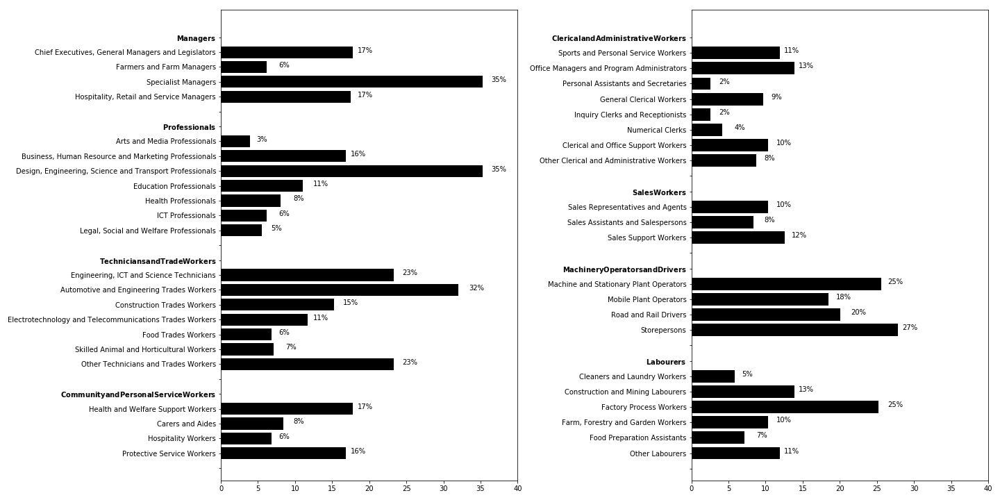 Managers
Chief Executives, General Managers and Legislators 17%
Farmers and Farm Managers 6%
Specialist Managers 35%
Hospitality, Retail and Service Managers 17%
Professionals
Arts and Media Professionals 3%
Business, Human Resource and Marketing Professionals 16%
Design, Engineering, Science and Transport Professionals 35%
Education Professionals 11%
Health Professionals 8%
ICT Professionals 6%
Legal, Social and Welfare Professionals 5%
TechniciansandTradeWorkers
Engineering, ICT and Science Technicians 23%
Automotive and Engineering Trades Workers 32%
Construction Trades Workers 15%
Electrotechnology and Telecommunications Trades Workers 11%
Food Trades Workers 6%
Skilled Animal and Horticultural Workers 7%
Other Technicians and Trades Workers 23%
CommunityandPersonalServiceWorkers
Health and Welfare Support Workers 17%
Carers and Aides 8%
Hospitality Workers 6%
Protective Service Workers 16%
0 5 10 15 20 25 30 35 40
ClericalandAdministrativeWorkers
Sports and Personal Service Workers 11%
Office Managers and Program Administrators 13%
Personal Assistants and Secretaries 2%
General Clerical Workers 9%
Inquiry Clerks and Receptionists 2%
Numerical Clerks 4%
Clerical and Office Support Workers 10%
Other Clerical and Administrative Workers 8%
SalesWorkers
Sales Representatives and Agents 10%
Sales Assistants and Salespersons 8%
Sales Support Workers 12%
MachineryOperatorsandDrivers
Machine and Stationary Plant Operators 25%
Mobile Plant Operators 18%
Road and Rail Drivers 20%
Storepersons 27%
Labourers
Cleaners and Laundry Workers 5%
Construction and Mining Labourers 13%
Factory Process Workers 25%
Farm, Forestry and Garden Workers 10%
Food Preparation Assistants 7%
Other Labourers 11%
0 5 10 15 20 25 30 35 40